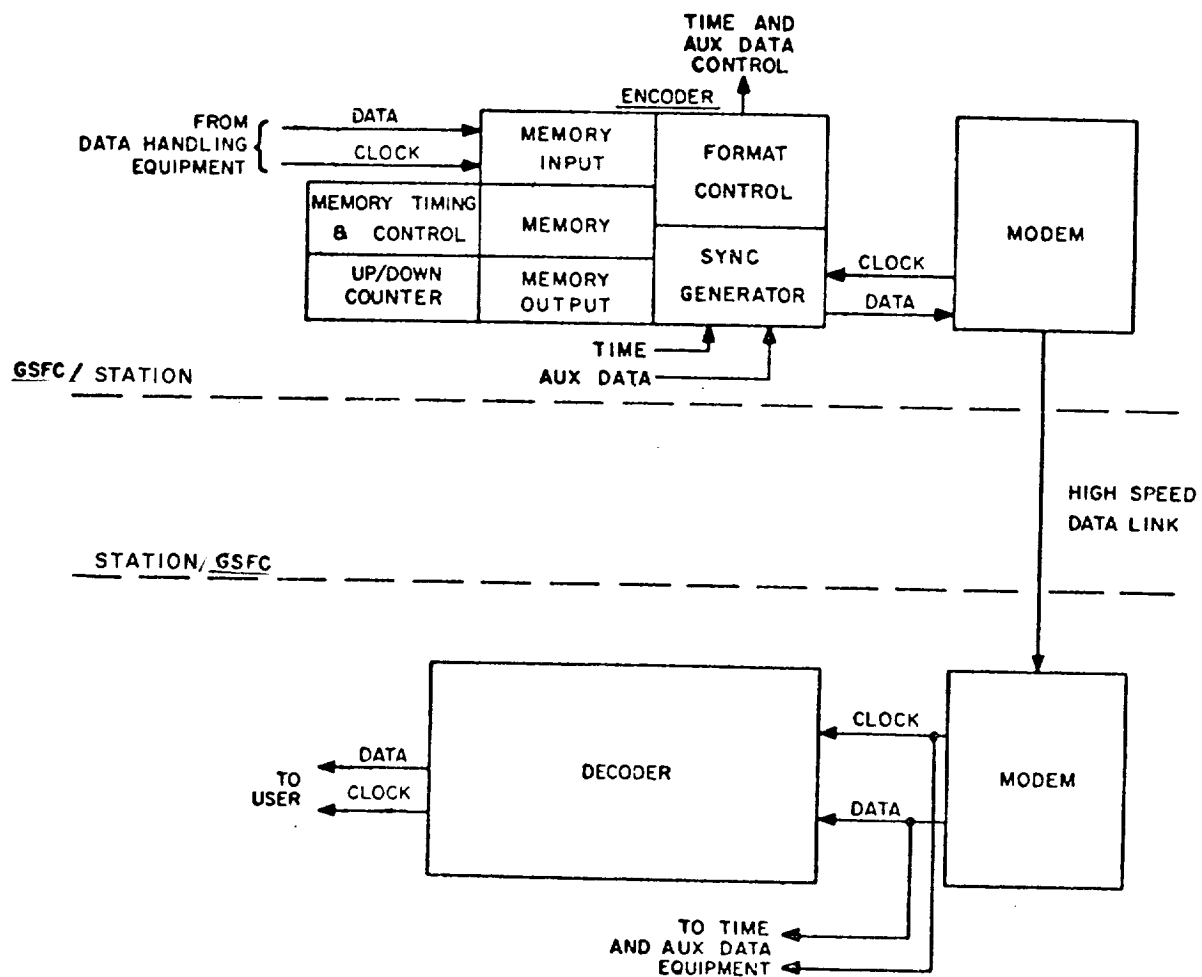 TIME AND
AUX DATA
CONTROL
ENCODER
FROM
DATA HANDLING
EQUIPMENT
DATA
CLOCK
MEMORY
INPUT
FORMAT
CONTROL
MEMORY TIMING
& CONTROL
MEMORY
UP/DOWN
COUNTER
MEMORY
OUTPUT
SYNC
GENERATOR
CLOCK
DATA
MODEM
TIME
AUX DATA
GSFC/ STATION
HIGH SPEED
DATA LINK
STATION/GSFC
DATA
CLOCK
TO
USER
DECODER
CLOCK
DATA
MODEM
TO TIME
AND AUX DATA
EQUIPMENT